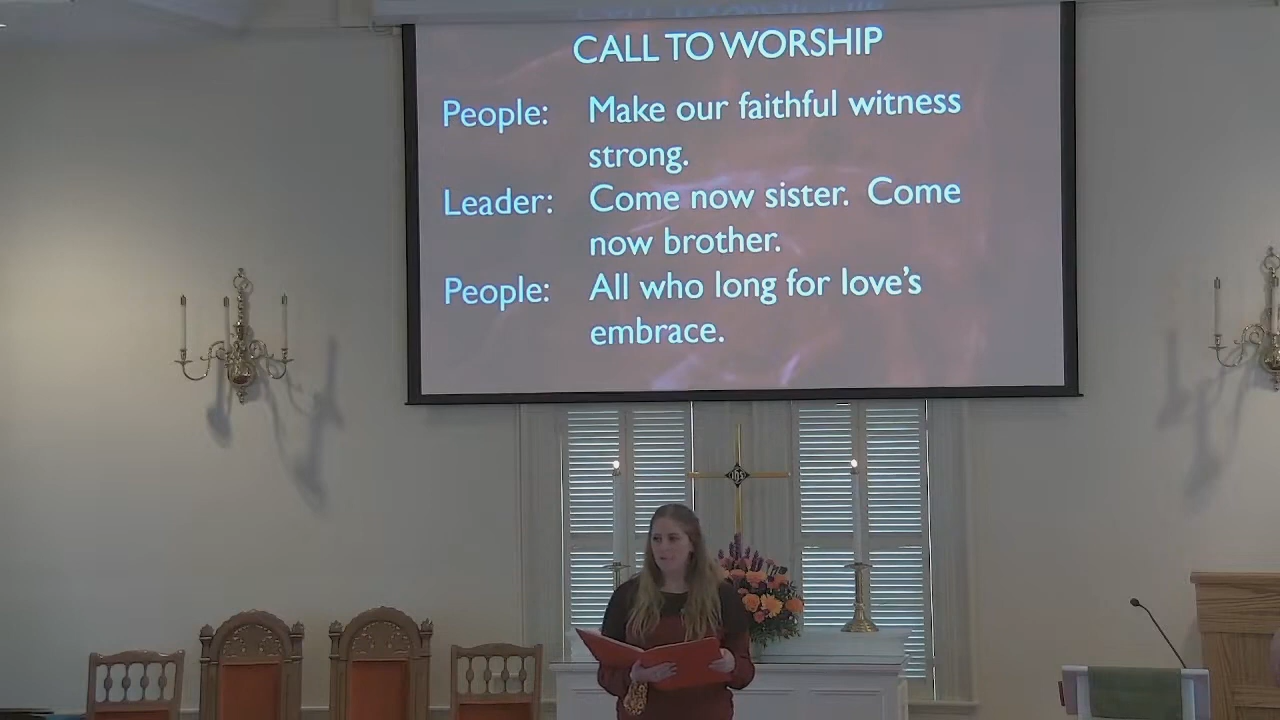 CALL TO WORSHIP
People: Make our faithful witness
strong.
Leader: Come now sister. Come
now brother.
People: All who long for love's
embrace.
IHS